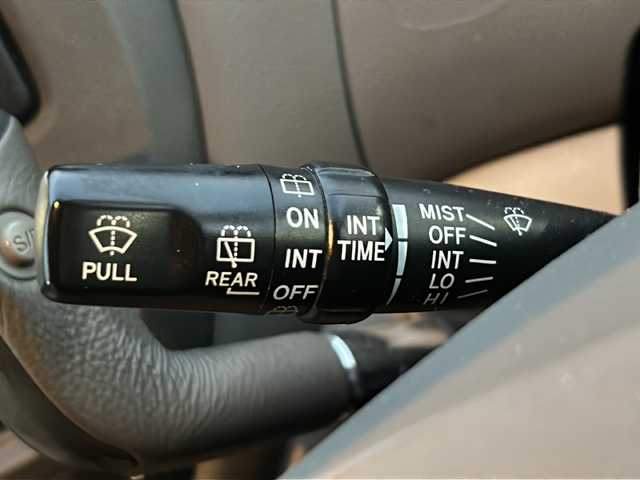 PULL
REAR
ON
INT
OFF
INT
TIME
MIST
OFF
INT
LO
HI